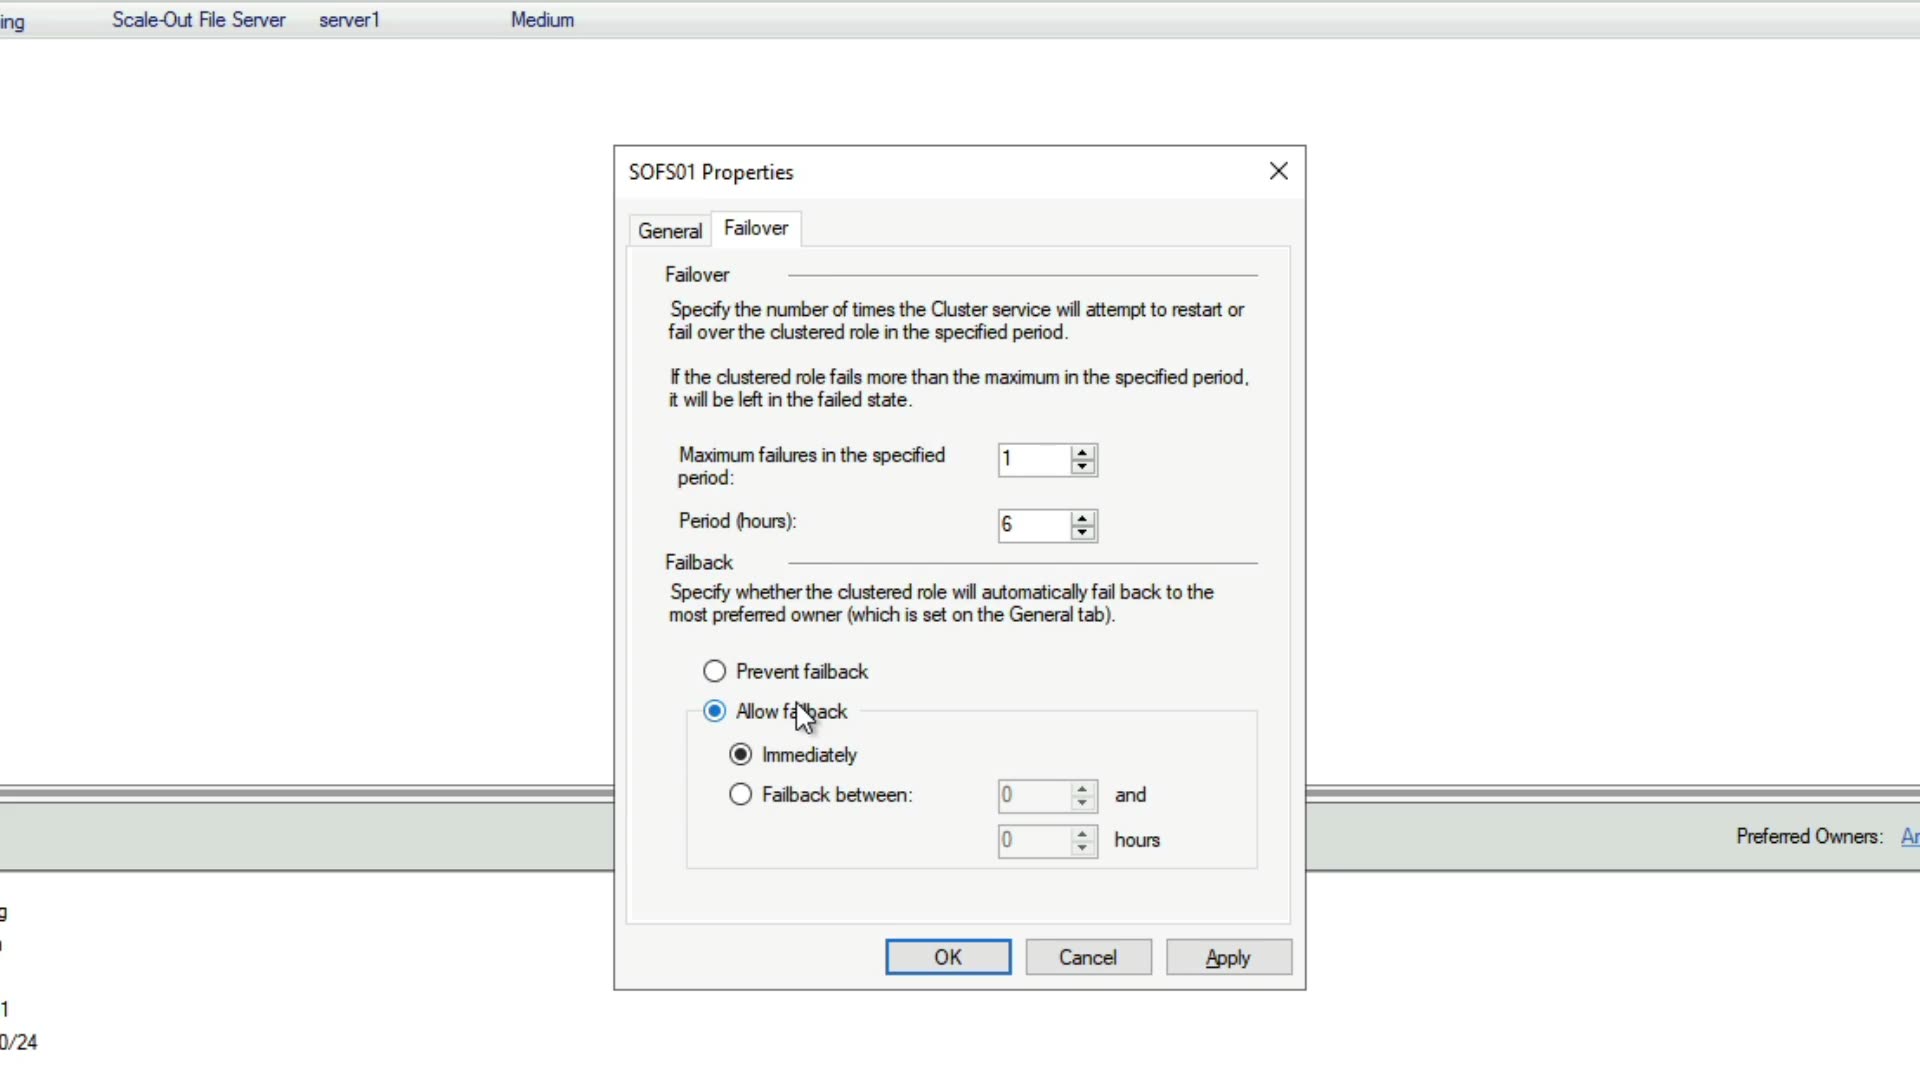 ing Scale-Out File Server server1 Medium
SOFS01 Properties
General Failover
Failover
Specify the number of times the Cluster service will attempt to restart or
fail over the clustered role in the specified period.
If the clustered role fails more than the maximum in the specified period,
it will be left in the failed state.
Maximum failures in the specified
period:
1
Period (hours): 6
Failback
Specify whether the clustered role will automatically fail back to the
most preferred owner (which is set on the General tab).
Prevent failback
Allow failback
Immediately
Failback between: 0 and
0 hours
Preferred Owners:
OK Cancel Apply
1
0/24